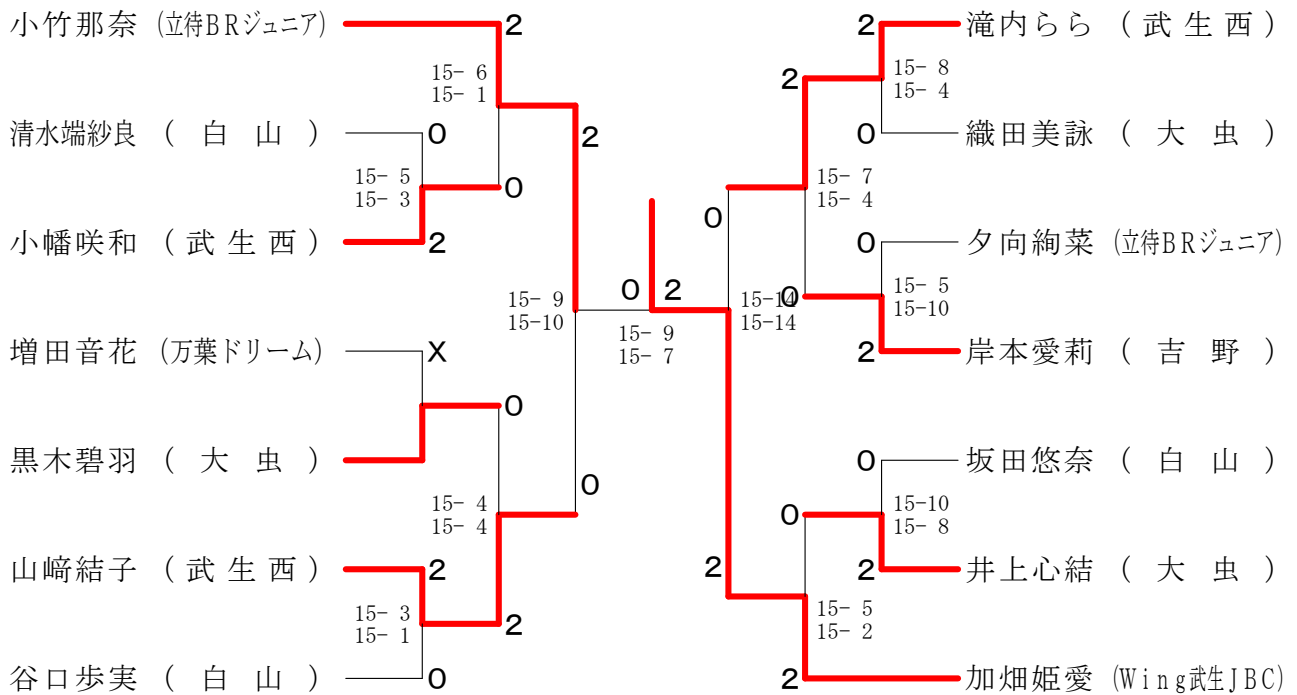 小竹那奈 (立待BRジュニア)
2
15- 6
15- 1
清水端紗良 ( 白 山 )
0
2
15- 5
15- 3
0
小幡咲和 ( 武 生 西 )
2
15- 9
15-10
増田音花 (万葉ドリーム)
X
0
黒木碧羽 ( 大 虫 )
0
15- 4
15- 4
山﨑結子 ( 武 生 西 )
2
15- 3
15- 1
2
谷口歩実 ( 白 山 )
0
0 2
15- 9
15- 7
2 滝内らら ( 武 生 西 )
2
15- 8
15- 4
0 織田美詠 ( 大 虫 )
15- 7
15- 4
0
0 夕向絢菜 (立待BRジュニア)
15- 5
15-10
0
15-14
15-14
2 岸本愛莉 ( 吉 野 )
0 坂田悠奈 ( 白 山 )
15-10
15- 8
0
2 井上心結 ( 大 虫 )
2
15- 5
15- 2
2 加畑姫愛 (Wing武生JBC)